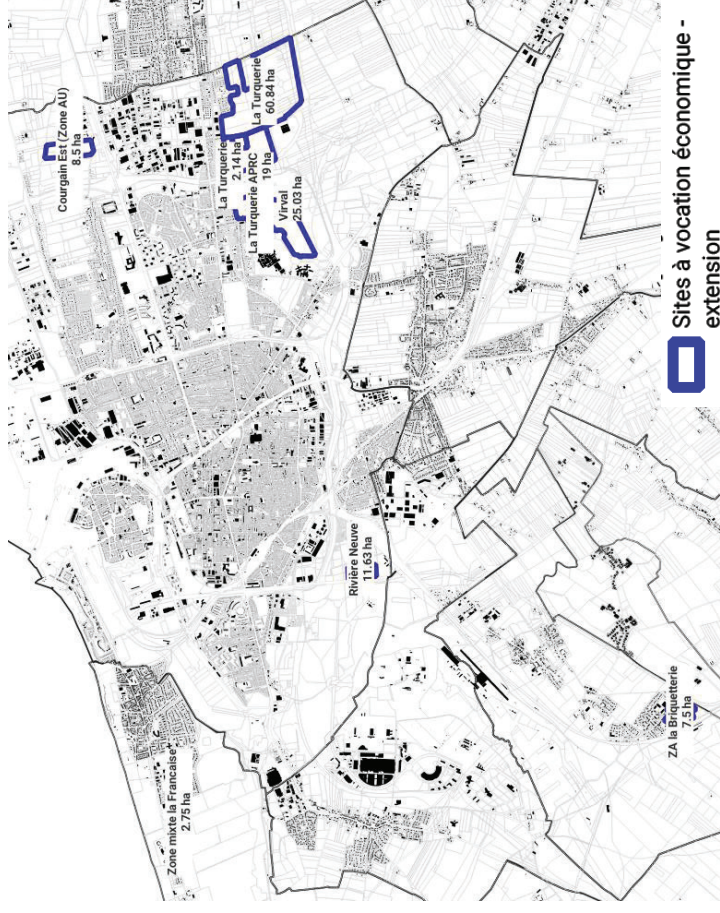 Courgain Est (Zone AU)
8.5 ha
La Turquerie
60.84 ha
La Turquerie
2.14 ha
La Turquerie APRC
19 ha
Virval
25.03 ha
Rivière Neuve
11.63 ha
Zone mixte la Francaise
2.75 ha
ZA la Briquetterie
7.5 ha
Sites à vocation économique -
extension